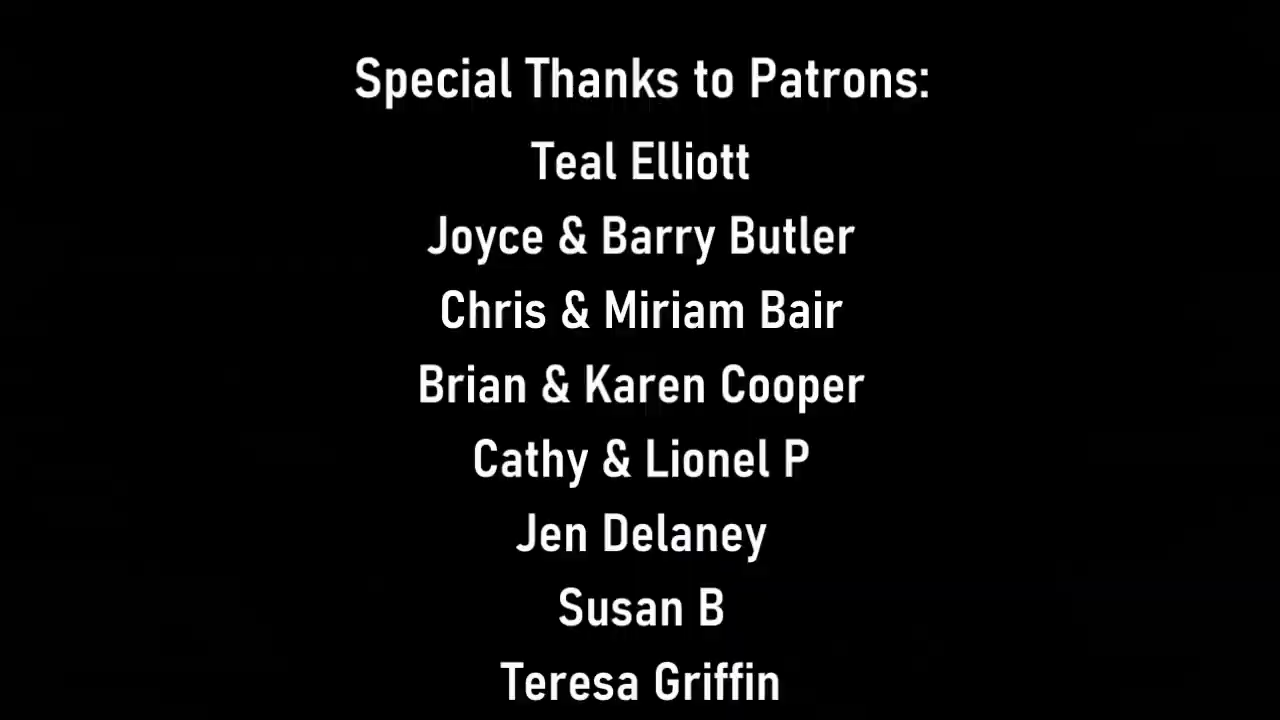 Special Thanks to Patrons:
Teal Elliott
Joyce & Barry Butler
Chris & Miriam Bair
Brian & Karen Cooper
Cathy & Lionel P
Jen Delaney
Susan B
Teresa Griffin